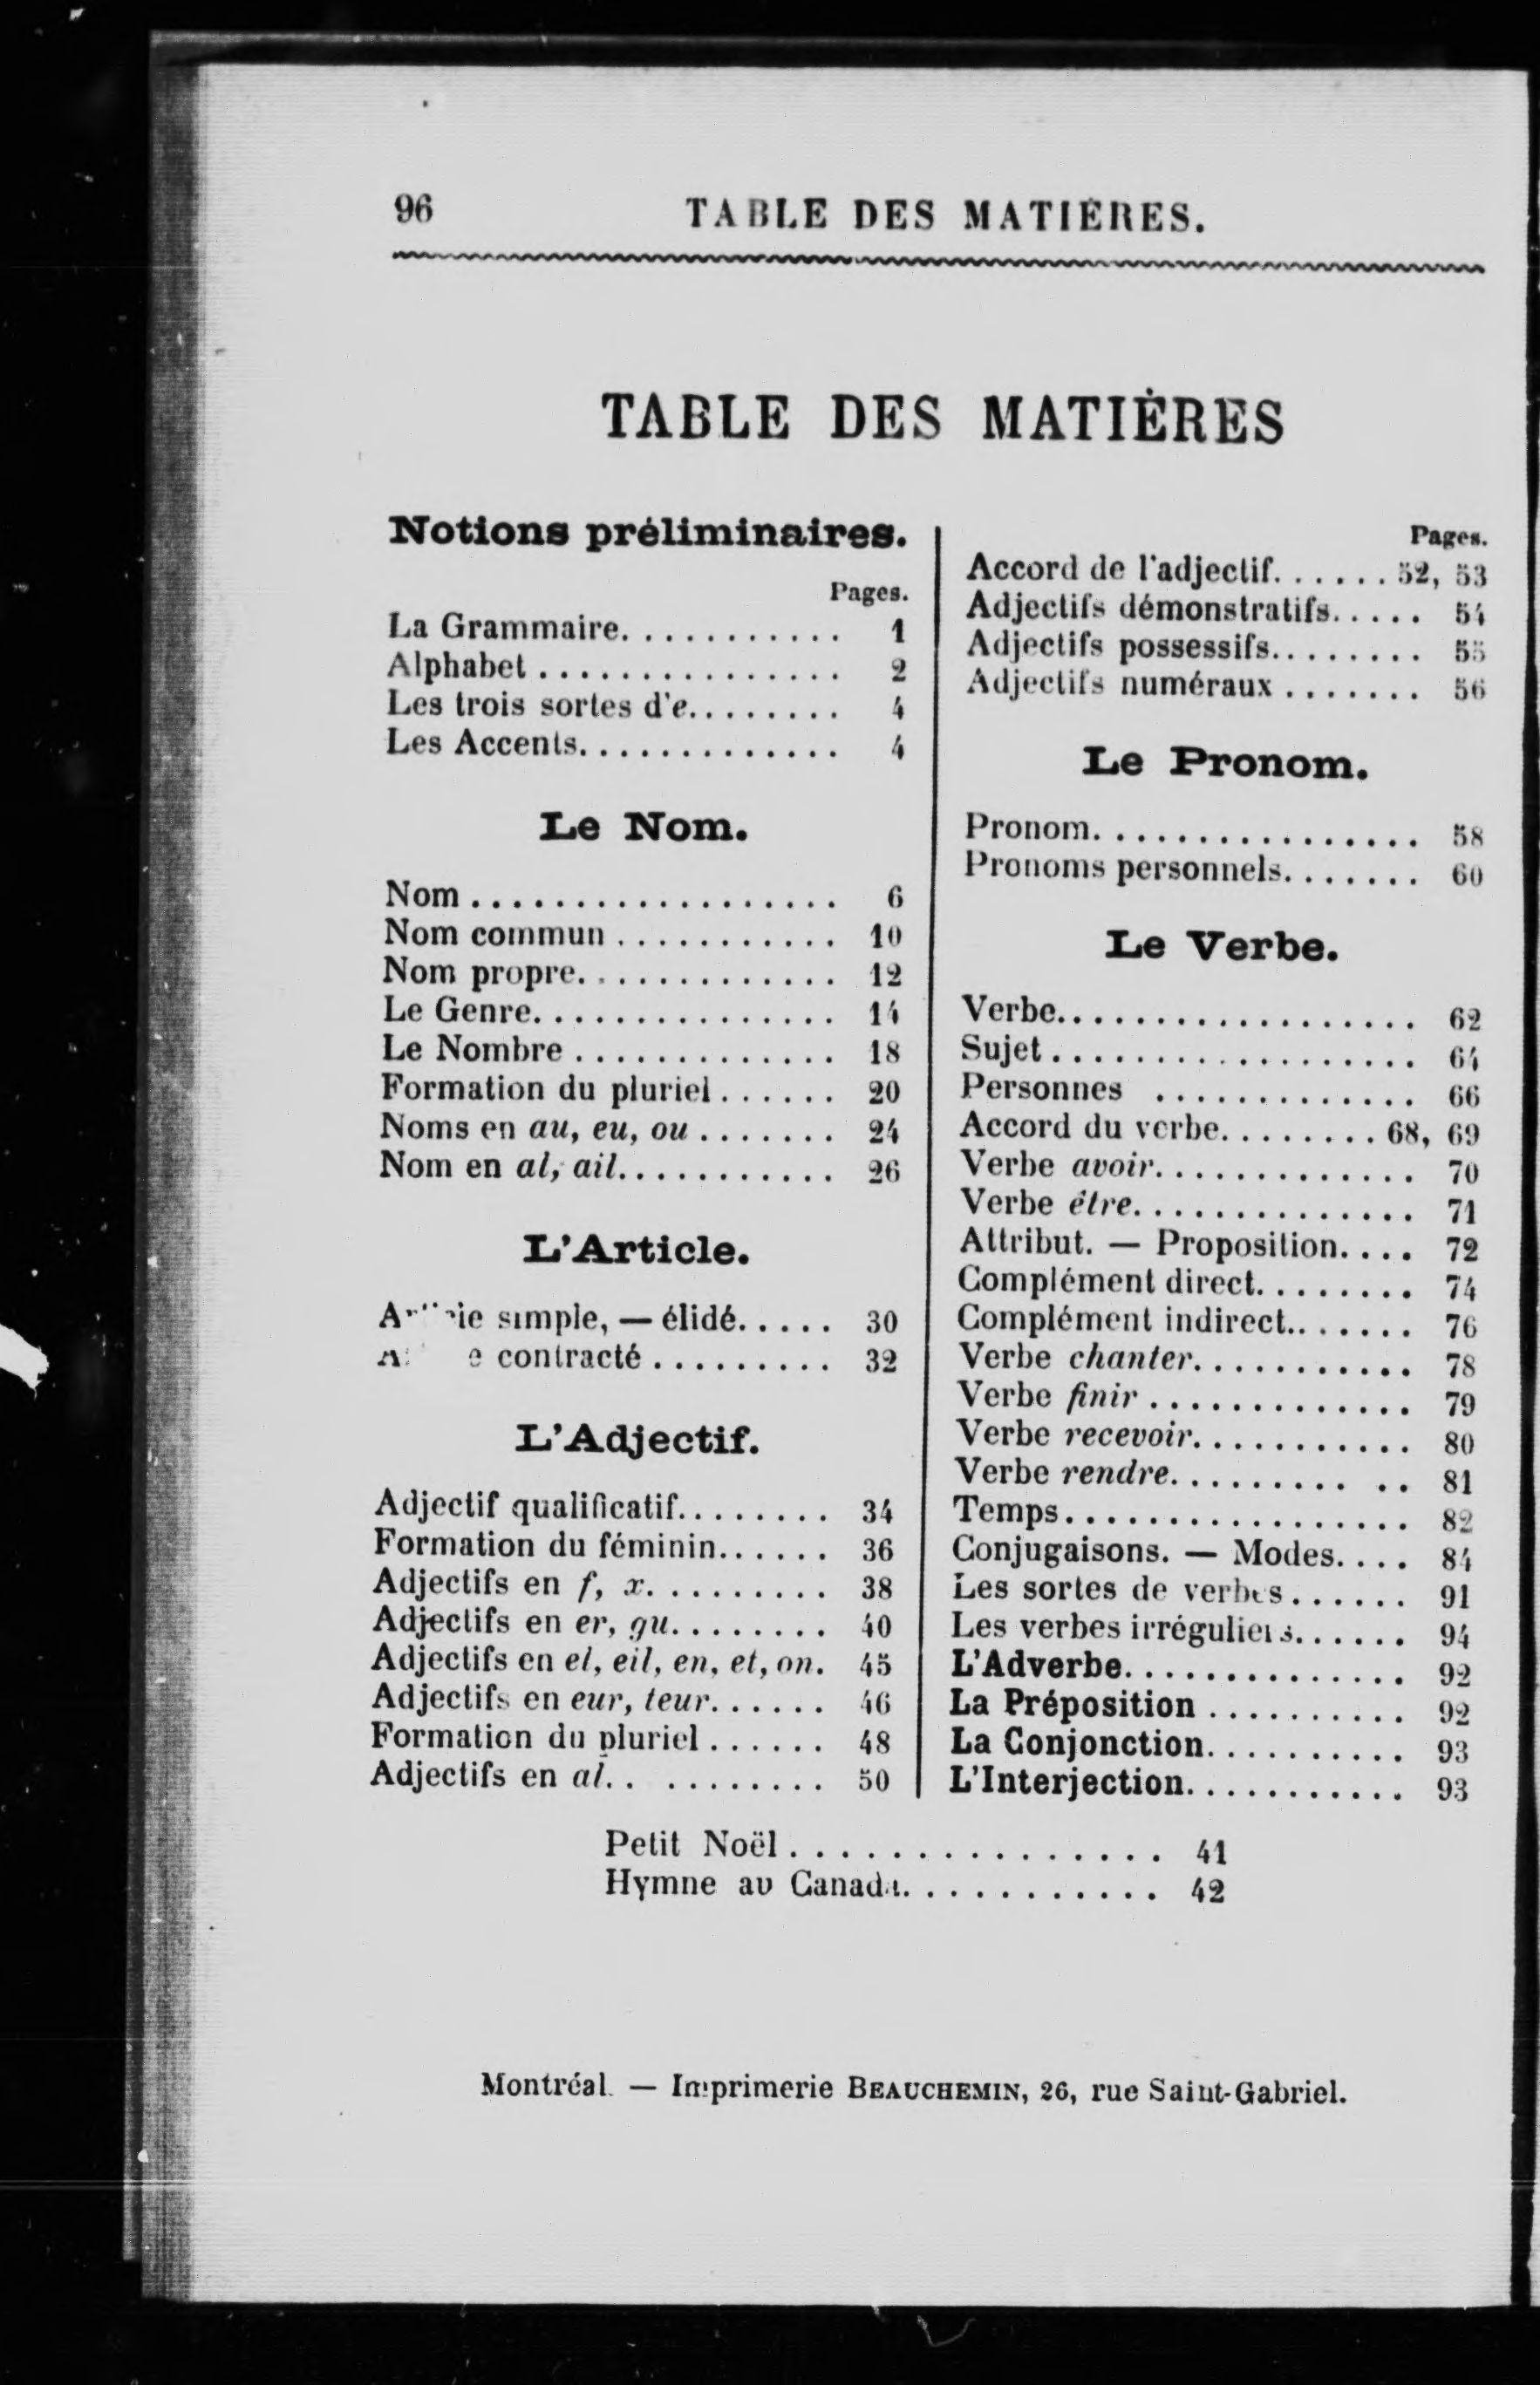 96 TABLE DES MATIÈRES.
TABLE DES MATIÈRES
Notions préliminaires.
Pages.
La Grammaire........... 1
Alphabet............... 2
Les trois sortes d'e........ 4
Les Accents............. 4
Le Nom.
Nom.................. 6
Nom commun........... 10
Nom propre............. 12
Le Genre............... 14
Le Nombre............. 18
Formation du pluriel...... 20
Noms en au, eu, ou....... 24
Nom en al, ail........... 26
L'Article.
simple, — élidé..... 30
contracté......... 32
L'Adjectif.
Adjectif qualificatif........ 34
Formation du féminin...... 36
Adjectifs en f, x......... 38
Adjectifs en er, gu........ 40
Adjectifs en el, eil, en, et, on. 45
Adjectifs en eur, teur...... 46
Formation du pluriel...... 48
Adjectifs en al.. ......... 50
Pages.
Accord de l'adjectif...... 52, 53
Adjectifs démonstratifs..... 54
Adjectifs possessifs........ 55
Adjectifs numéraux....... 56
Le Pronom.
Pronom................ 58
Pronoms personnels....... 60
Le Verbe.
Verbe.................. 62
Sujet.................. 64
Personnes ............. 66
Accord du verbe........ 68, 69
Verbe avoir............. 70
Verbe être.............. 71
Attribut. — Proposition.... 72
Complément direct........ 74
Complément indirect....... 76
Verbe chanter........... 78
Verbe finir............. 79
Verbe recevoir........... 80
Verbe rendre......... .. 81
Temps................. 82
Conjugaisons. — Modes.... 84
Les sortes de verbes...... 91
Les verbes irréguliers...... 94
L'Adverbe.............. 92
La Préposition.......... 92
La Conjonction.......... 93
L'Interjection........... 93
Petit Noël............... 41
Hymne au Canada........... 42
Montréal. — Imprimerie BEAUCHEMIN, 26, rue Saint-Gabriel.